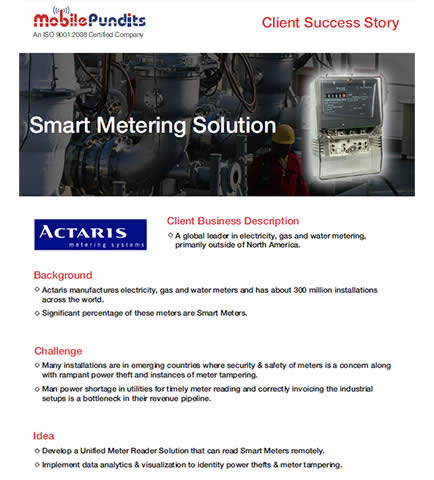 MobilePundits
An ISO 9001:2008 Certified Company
Client Success Story
Smart Metering Solution
ACTARIS
metering systems
Client Business Description
A global leader in electricity, gas and water metering,
primarily outside of North America.
Background
Actaris manufactures electricity, gas and water meters and has about 300 million installations
across the world.
Significant percentage of these meters are Smart Meters.
Challenge
Many installations are in emerging countries where security & safety of meters is a concern along
with rampant power theft and instances of meter tampering.
Man power shortage in utilities for timely meter reading and correctly invoicing the industrial
setups is a bottleneck in their revenue pipeline.
Idea
Develop a Unified Meter Reader Solution that can read Smart Meters remotely.
Implement data analytics & visualization to identity power thefts & meter tampering.